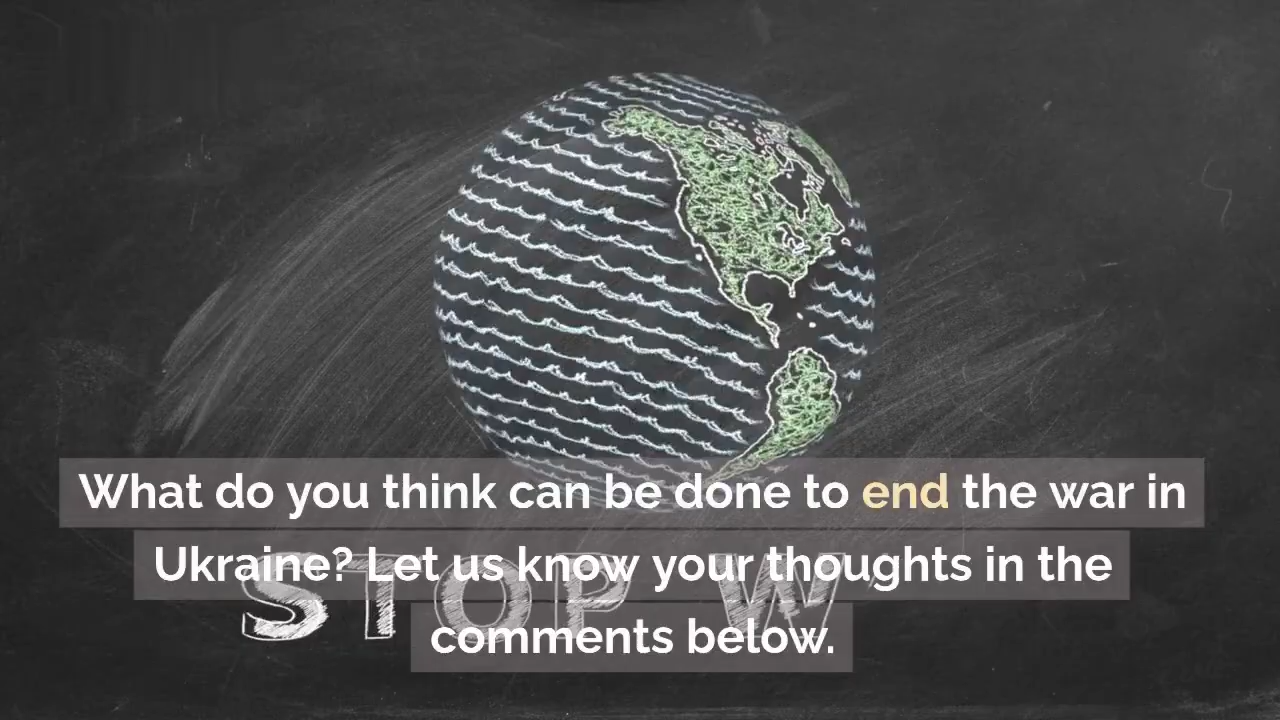 What do you think can be done to end the war in
Ukraine? Let us know your thoughts in the
comments below.
STOP W